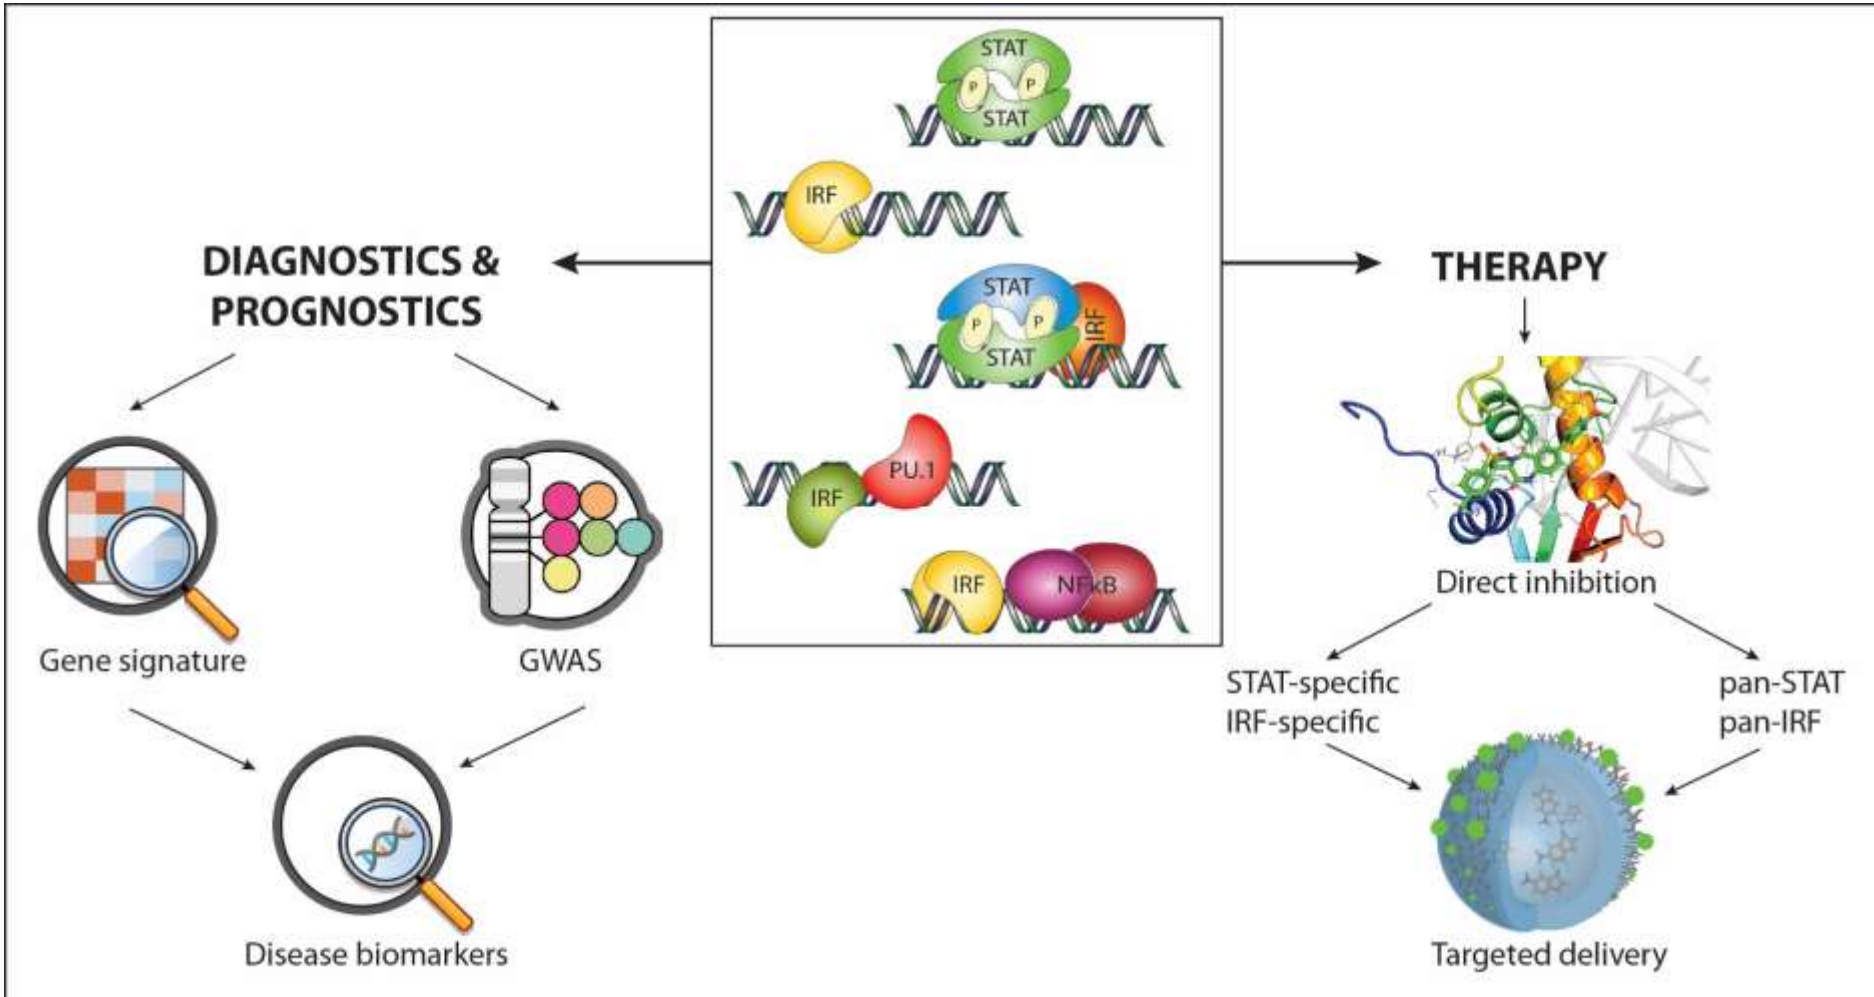 STAT
P
P
STAT
IRF
STAT
P
P
STAT
IRF
PU.1
IRF
IRF
NFkB
DIAGNOSTICS &
PROGNOSTICS
Gene signature
GWAS
Disease biomarkers
THERAPY
Direct inhibition
STAT-specific
IRF-specific
pan-STAT
pan-IRF
Targeted delivery